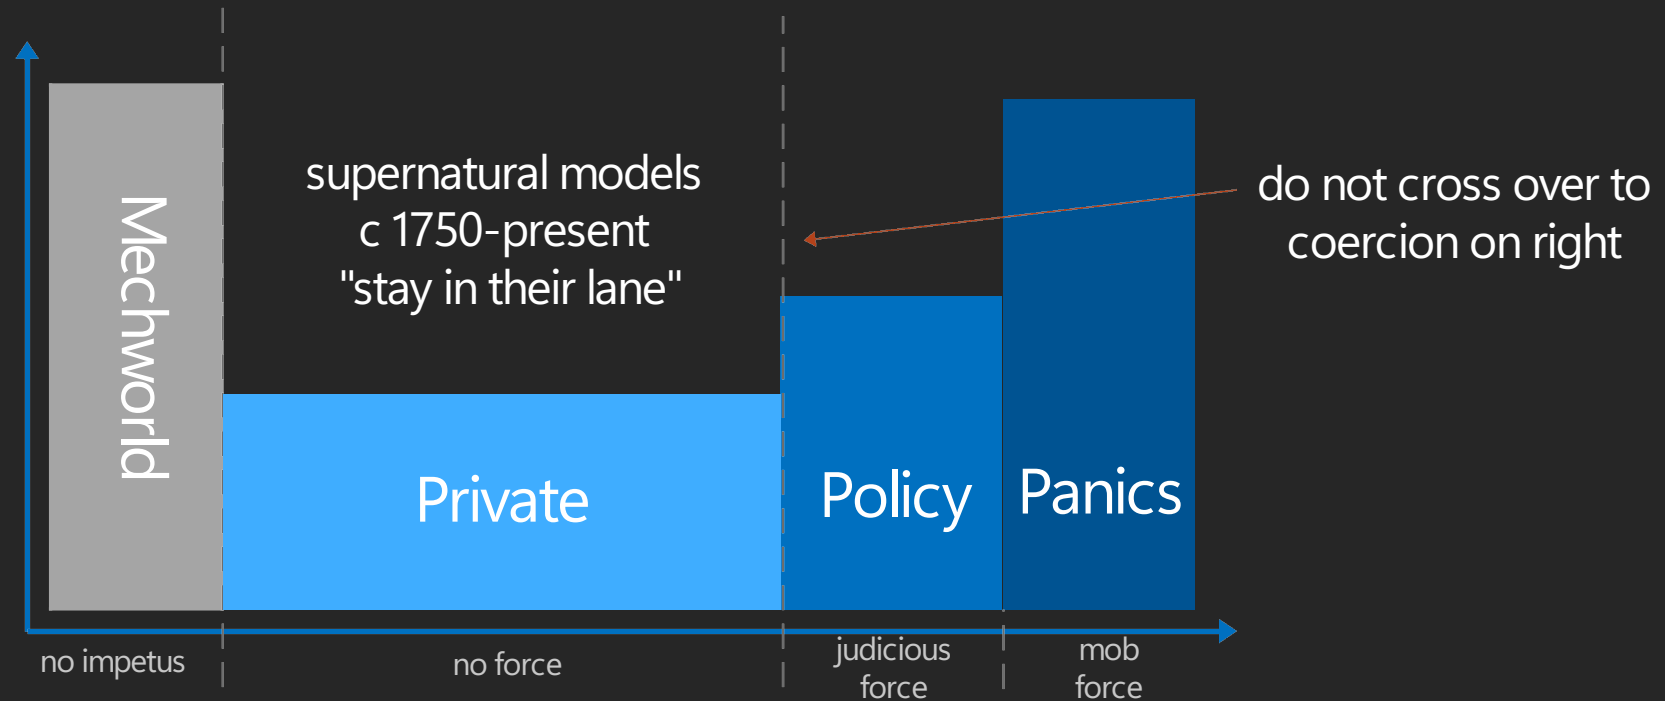 supernatural models
c 1750-present
"stay in their lane"
do not cross over to
coercion on right
Mechworld
Private
Policy
Panics
no impetus
no force
judicious
force
mob
force